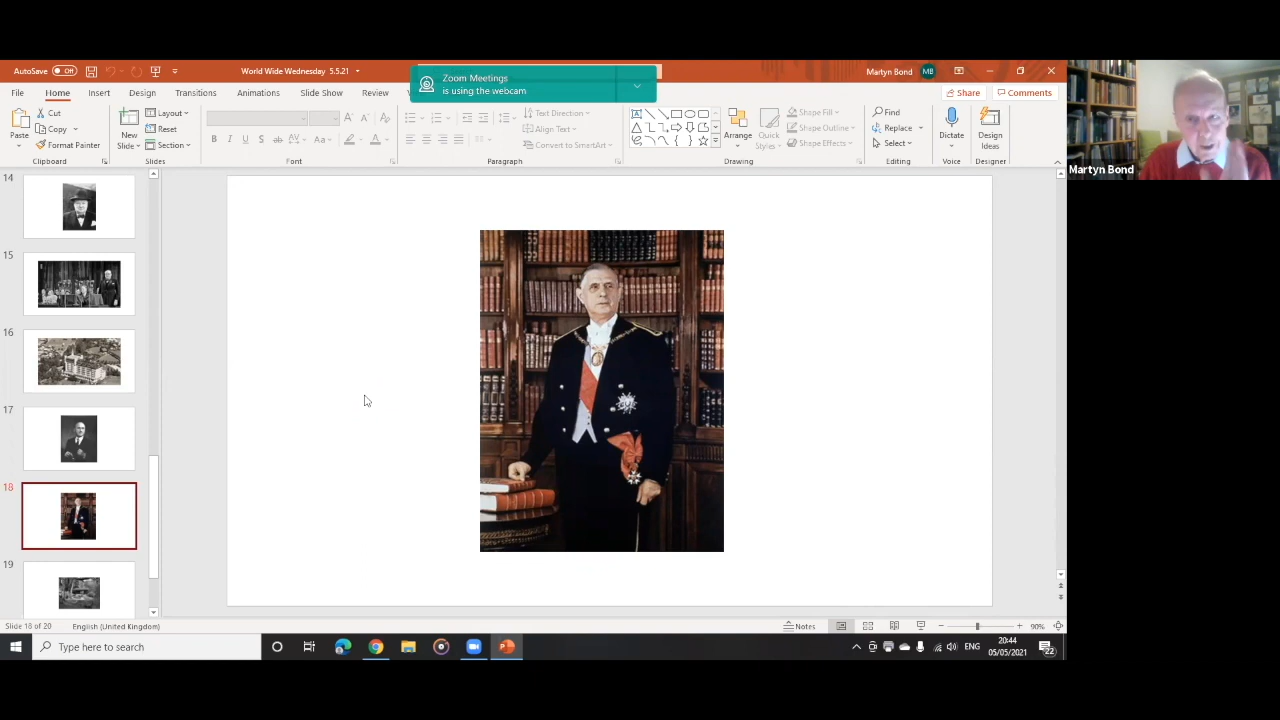 AutoSave Off
World Wide Wednesday 5.5.21
Martyn Bond MB
Zoom Meetings
is using the webcam
File Home Insert Design Transitions Animations Slide Show Review
Share Comments
Paste
Cut
Copy
Format Painter
Clipboard
New
Slide
Layout
Reset
Section
Slides
B I U S ab AV Aa A
Font
Text Direction
Align Text
Convert to SmartArt
Paragraph
Arrange
Quick
Styles
Shape Fill
Shape Outline
Shape Effects
Drawing
Find
Replace
Select
Editing
Dictate
Voice
Design
Ideas
Designer
Martyn Bond
14
15
16
17
18
19
Slide 18 of 20 English (United Kingdom)
Notes
90%
Type here to search
ENG
20:44
05/05/2021
22